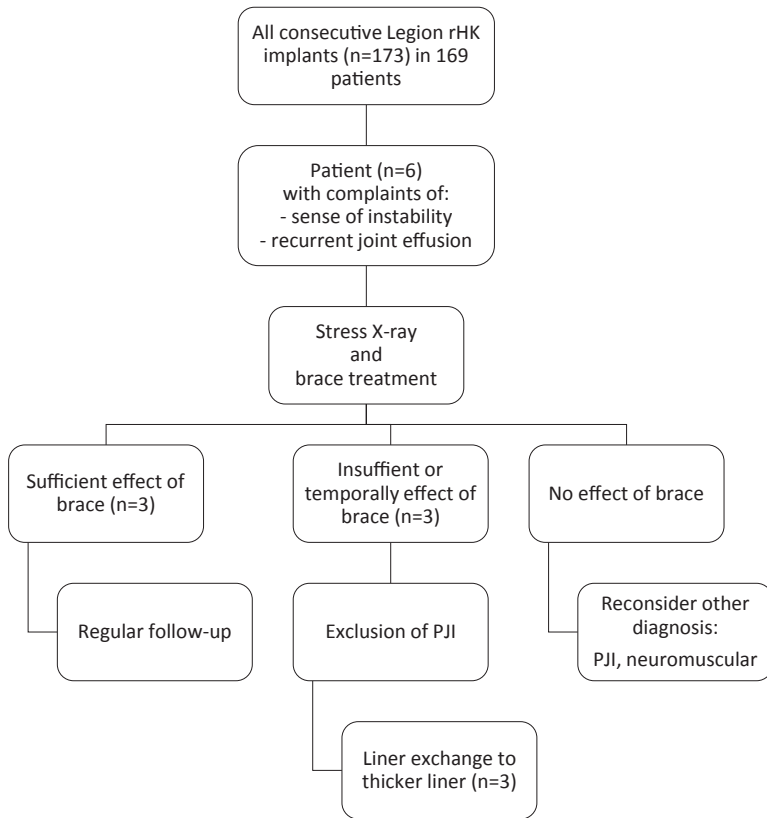 All consecutive Legion rHK
implants (n=173) in 169
patients
Patient (n=6)
with complaints of:
- sense of instability
- recurrent joint effusion
Stress X-ray
and
brace treatment
Sufficient effect of
brace (n=3)
Insuffient or
temporally effect of
brace (n=3)
No effect of brace
Regular follow-up
Exclusion of PJI
Reconsider other
diagnosis:
PJI, neuromuscular
Liner exchange to
thicker liner (n=3)